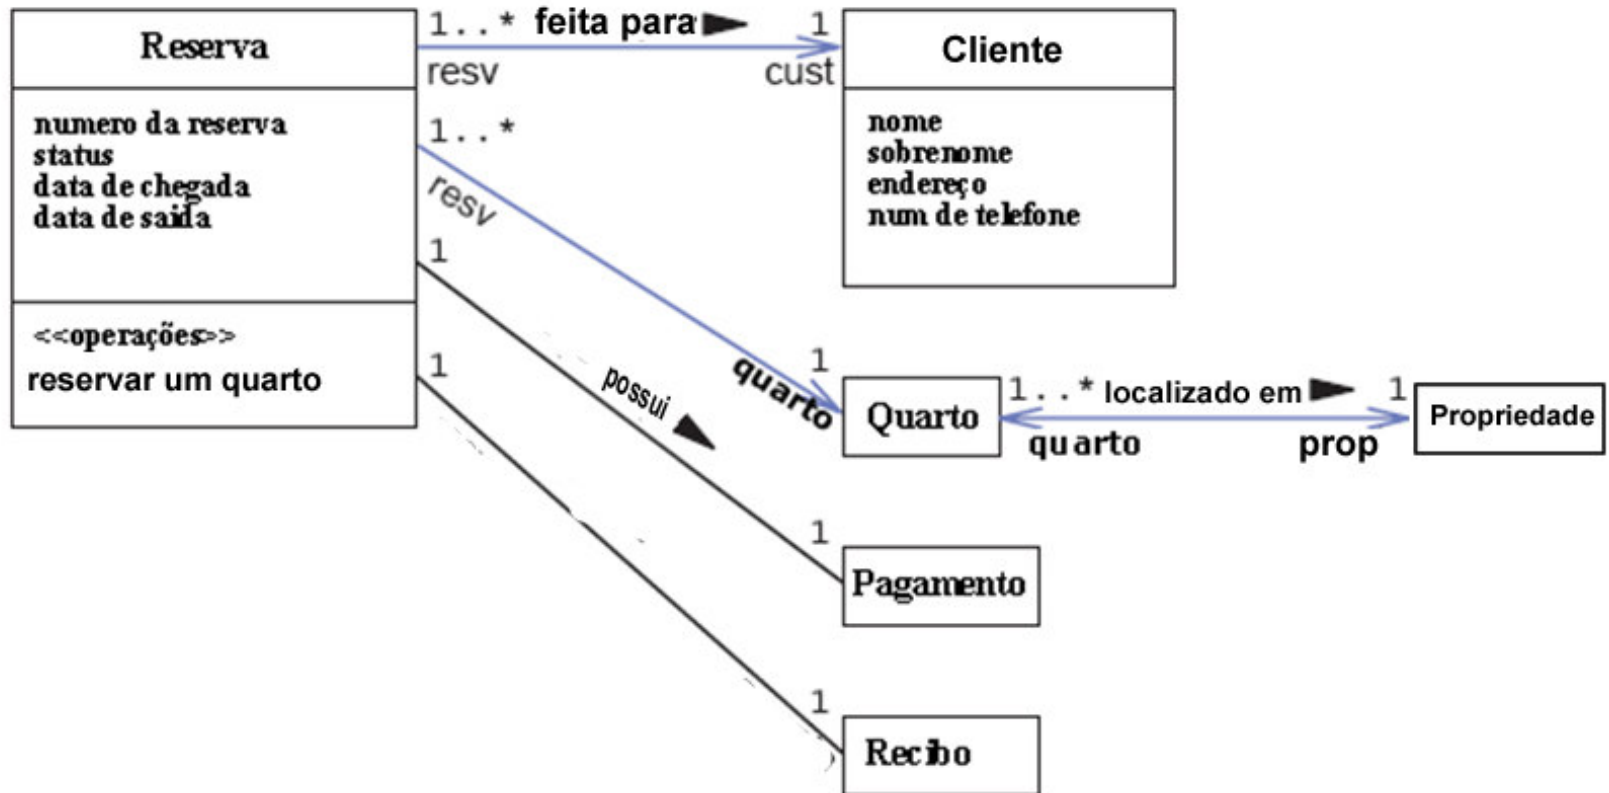 Reserva
numero da reserva
status
data de chegada
data de saida
<<operações>>
reservar um quarto
1..* feita para 1
resv cust
Cliente
nome
sobrenome
endereço
num de telefone
1..*
resv
1
quarto
Quarto
1..* localizado em 1
quarto prop
Propriedade
1
possui
1
Pagamento
1
1
Recibo